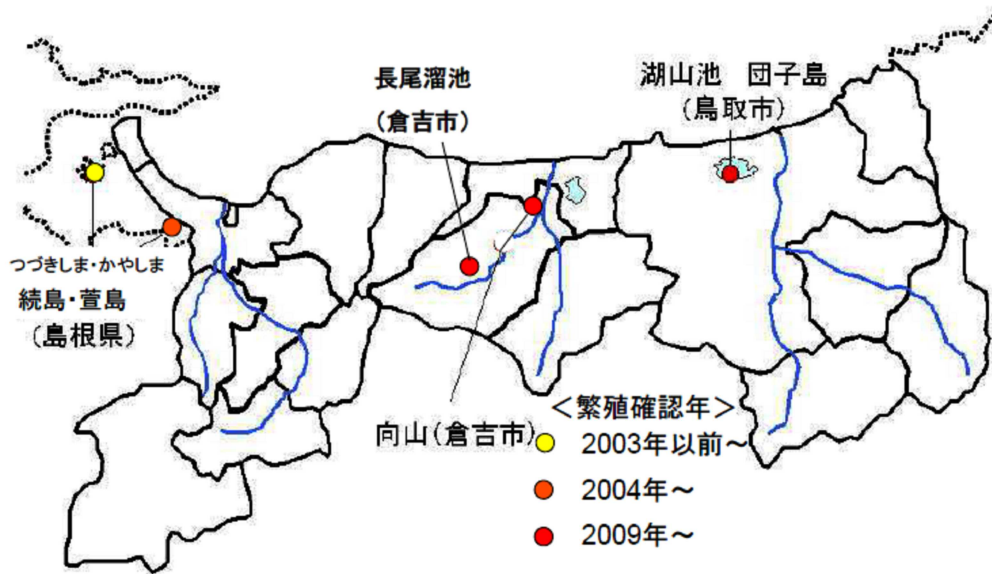 長尾溜池
(倉吉市)
湖山池 団子島
(鳥取市)
つづきしま・かやしま
続島・萱島
(島根県)
向山(倉吉市)
＜繁殖確認年＞
2003年以前～
2004年～
2009年～